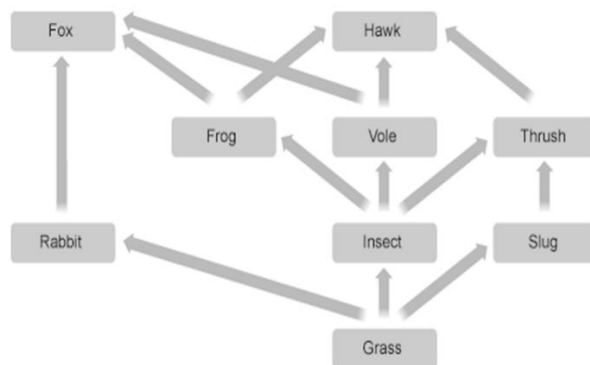 Fox
Hawk
Frog
Vole
Thrush
Rabbit
Insect
Slug
Grass